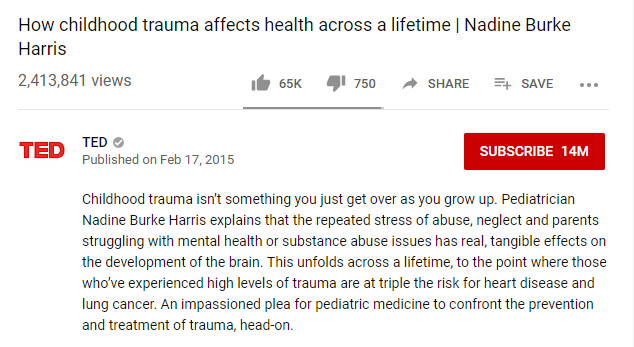 How childhood trauma affects health across a lifetime | Nadine Burke
Harris
2,413,841 views
65K
750
SHARE
SAVE
TED
TED
Published on Feb 17, 2015
SUBSCRIBE 14M
Childhood trauma isn’t something you just get over as you grow up. Pediatrician
Nadine Burke Harris explains that the repeated stress of abuse, neglect and parents
struggling with mental health or substance abuse issues has real, tangible effects on
the development of the brain. This unfolds across a lifetime, to the point where those
who’ve experienced high levels of trauma are at triple the risk for heart disease and
lung cancer. An impassioned plea for pediatric medicine to confront the prevention
and treatment of trauma, head-on.